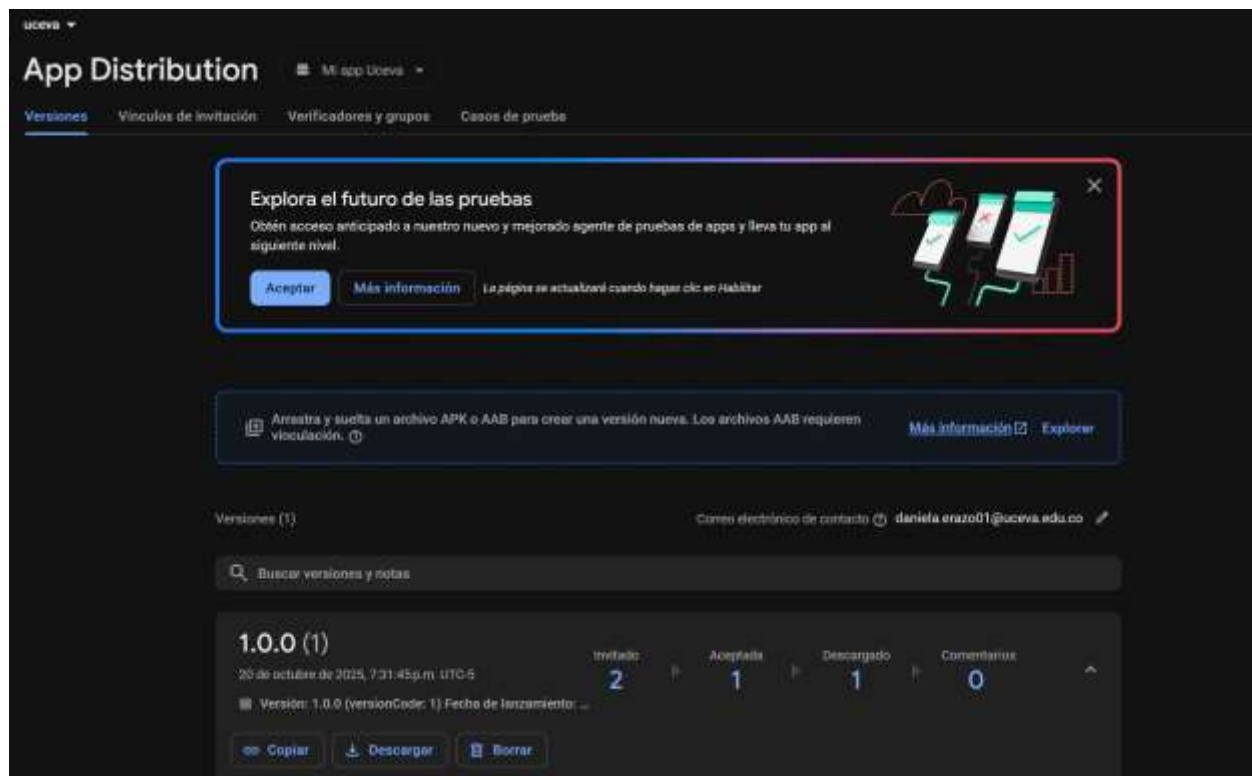 uceva
App Distribution
Mi app Uceva
Versiones Vínculos de invitación Verificadores y grupos Casos de prueba
Explora el futuro de las pruebas
Obtén acceso anticipado a nuestro nuevo y mejorado agente de pruebas de apps y lleva tu app al
siguiente nivel.
Aceptar Más información La página se actualizará cuando hagas clic en Habilitar
Arrastra y suelta un archivo APK o AAB para crear una versión nueva. Los archivos AAB requieren
vinculación.
Más información Explorar
Versiones (1)
Correo electrónico de contacto daniela.erazo01@uceva.edu.co
Buscar versiones y notas
1.0.0 (1)
20 de octubre de 2025, 7:31:45p.m. UTC-5
Versión: 1.0.0 (versionCode: 1) Fecha de lanzamiento: ...
Invitado Aceptada Descargado Comentarios
2 1 1 0
Copiar Descargar Borrar